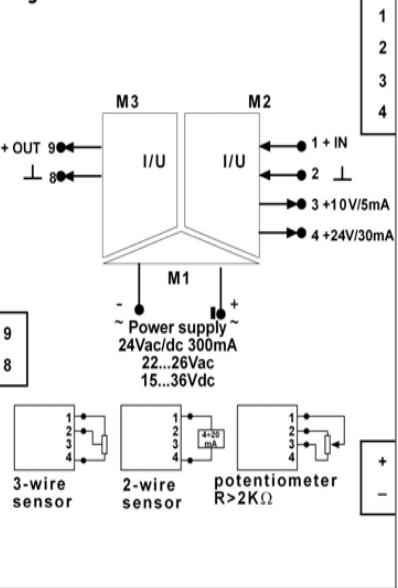 1
2
3
4
M3
M2
+ OUT 9
8
I/U
I/U
1 + IN
2
3 +10V/5mA
4 +24V/30mA
M1
- +
~ Power supply ~
24Vac/dc 300mA
22...26Vac
15...36Vdc
9
8
1
2
3
4
3-wire
sensor
1
2
3
4
4÷20
mA
2-wire
sensor
1
2
3
4
potentiometer
R>2KΩ
+
–